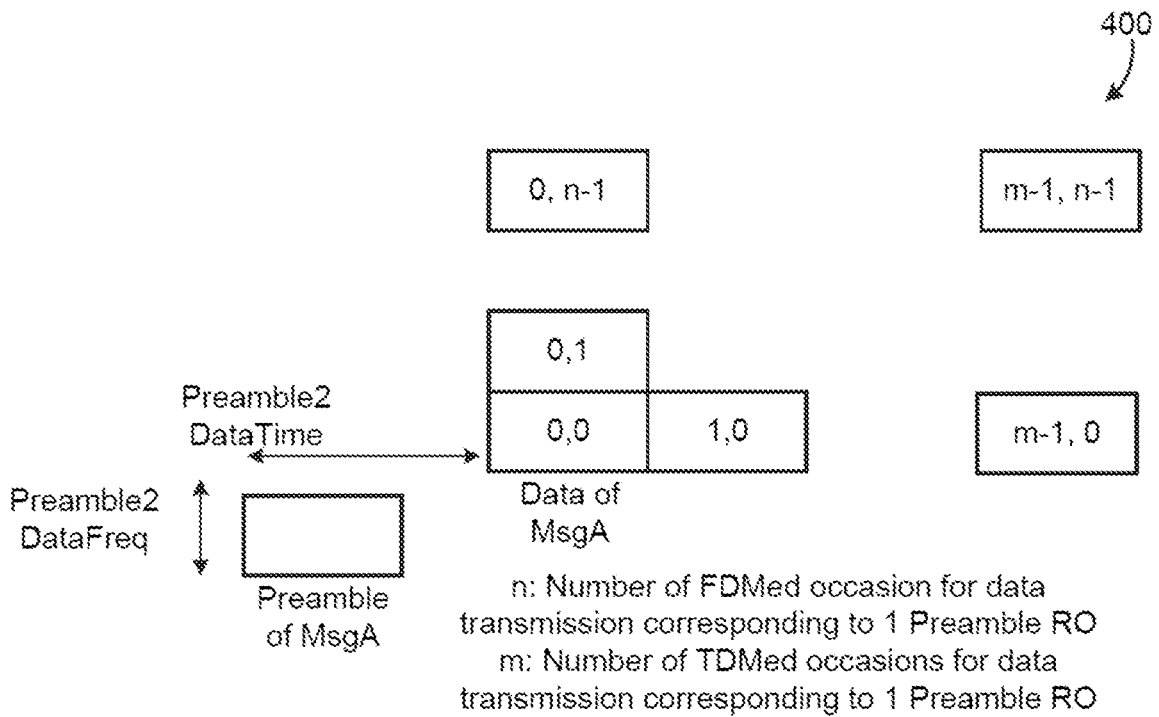 400
0, n-1
m-1, n-1
0,1
Preamble2
DataTime
0,0
1,0
m-1, 0
Preamble2
DataFreq
Data of
MsgA
Preamble
of MsgA
n: Number of FDMed occasion for data
transmission corresponding to 1 Preamble RO
m: Number of TDMed occasions for data
transmission corresponding to 1 Preamble RO